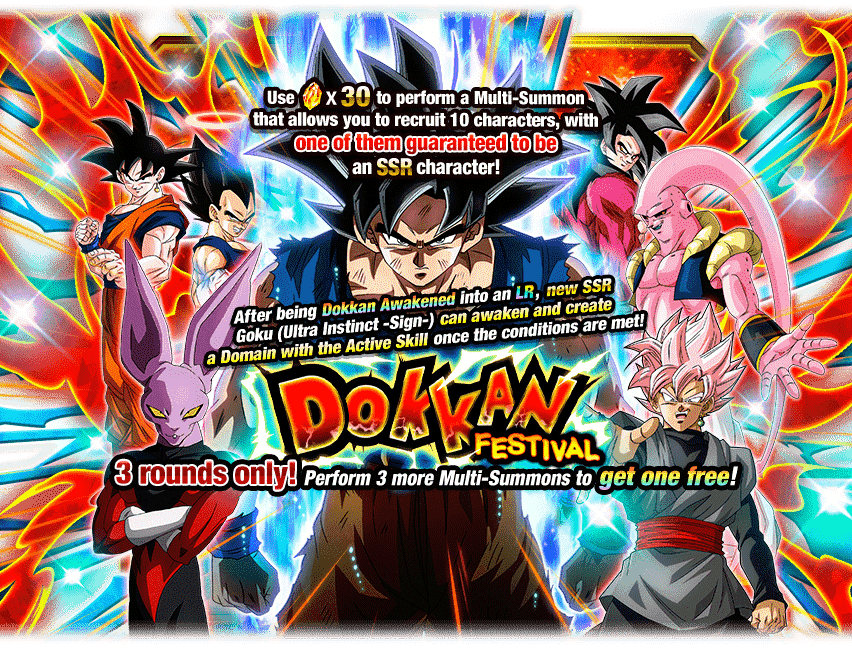 Use x 30 to perform a Multi-Summon
that allows you to recruit 10 characters, with
one of them guaranteed to be
an SSR character!
After being Dokkan Awakened into an LR, new SSR
Goku (Ultra Instinct -Sign-) can awaken and create
a Domain with the Active Skill once the conditions are met!
DOKKAN
FESTIVAL
3 rounds only! Perform 3 more Multi-Summons to get one free!